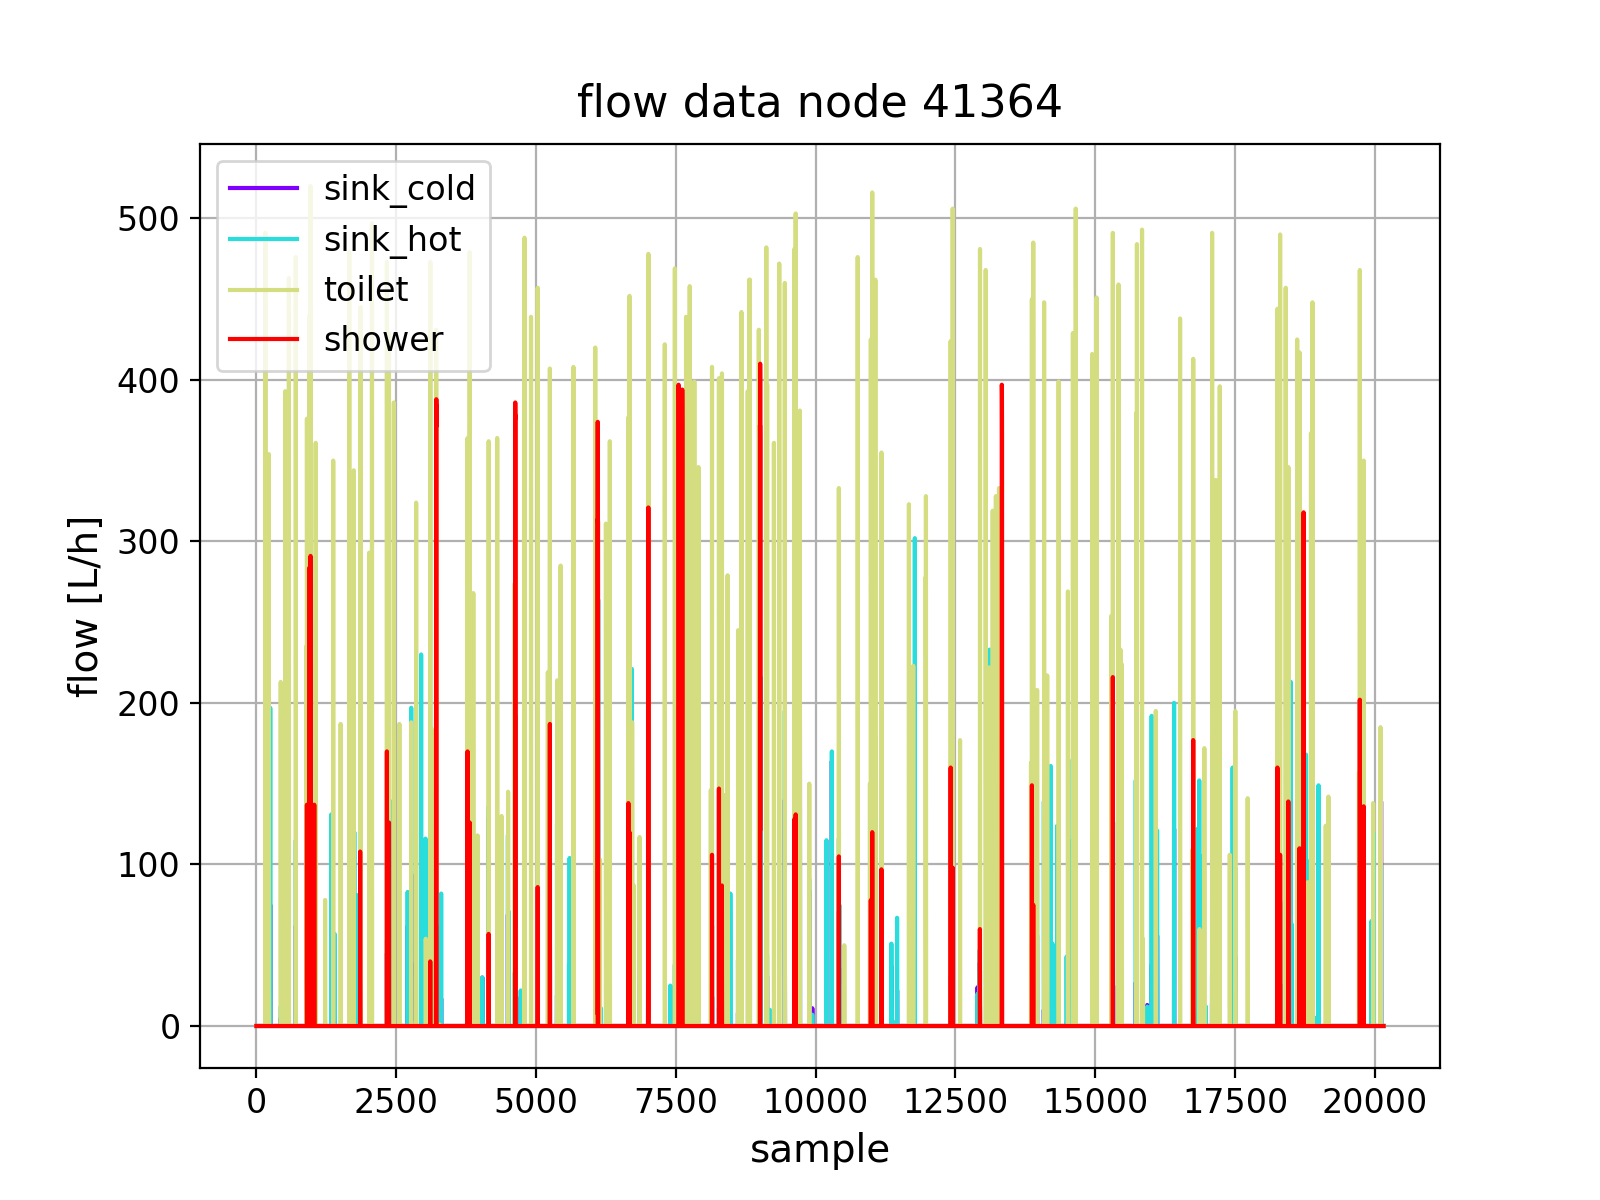 flow data node 41364
sink_cold
sink_hot
toilet
shower
flow [L/h]
500
400
300
200
100
0
0 2500 5000 7500 10000 12500 15000 17500 20000
sample